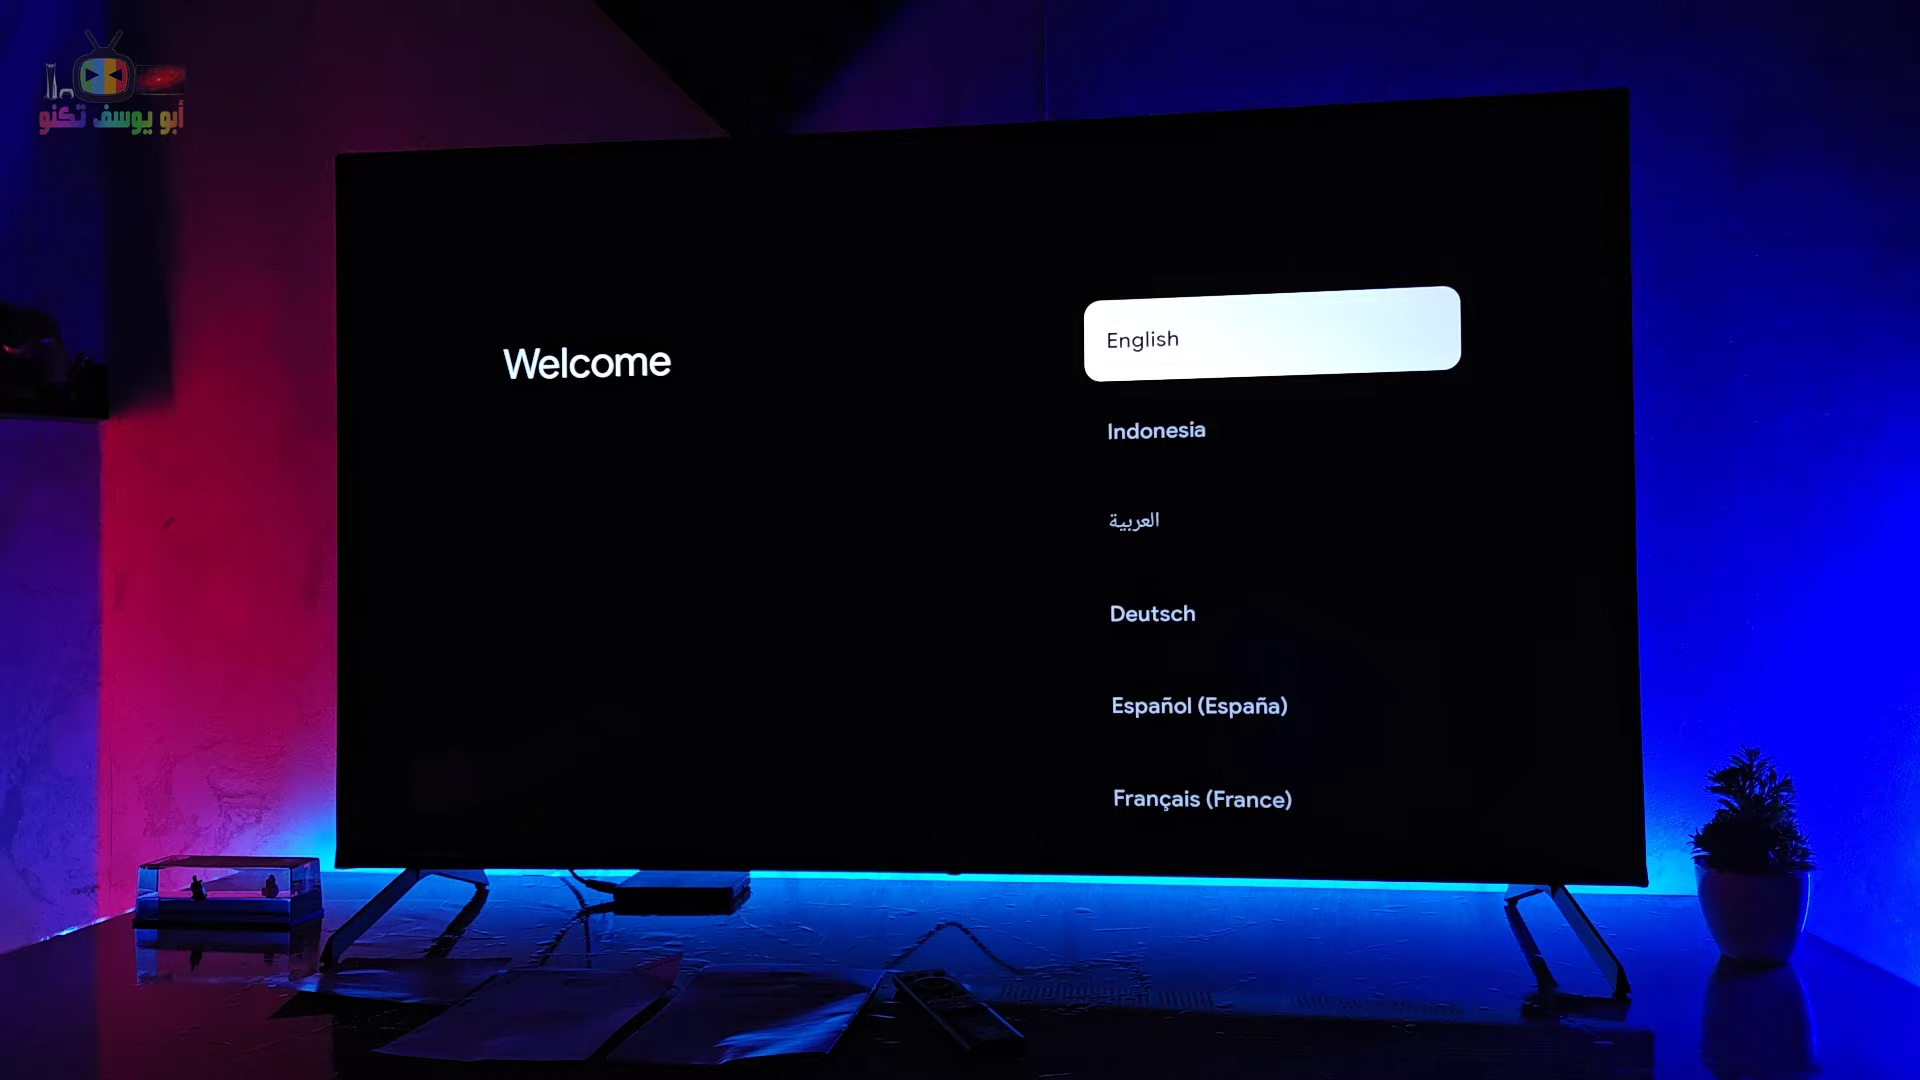 أبو يوسف تكنو
Welcome
English
Indonesia
العربية
Deutsch
Español (España)
Français (France)